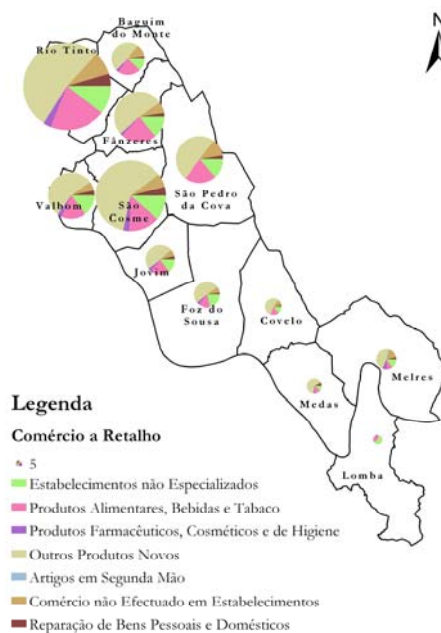 N
Baguim
do Monte
Rio Tinto
Fânzeres
São Pedro
da Cova
Valbom
São
Cosme
Jovim
Foz do
Sousa
Covelo
Melres
Medas
Lomba
Legenda
Comércio a Retalho
5
Estabelecimentos não Especializados
Produtos Alimentares, Bebidas e Tabaco
Produtos Farmacêuticos, Cosméticos e de Higiene
Outros Produtos Novos
Artigos em Segunda Mão
Comércio não Efectuado em Estabelecimentos
Reparação de Bens Pessoais e Domésticos